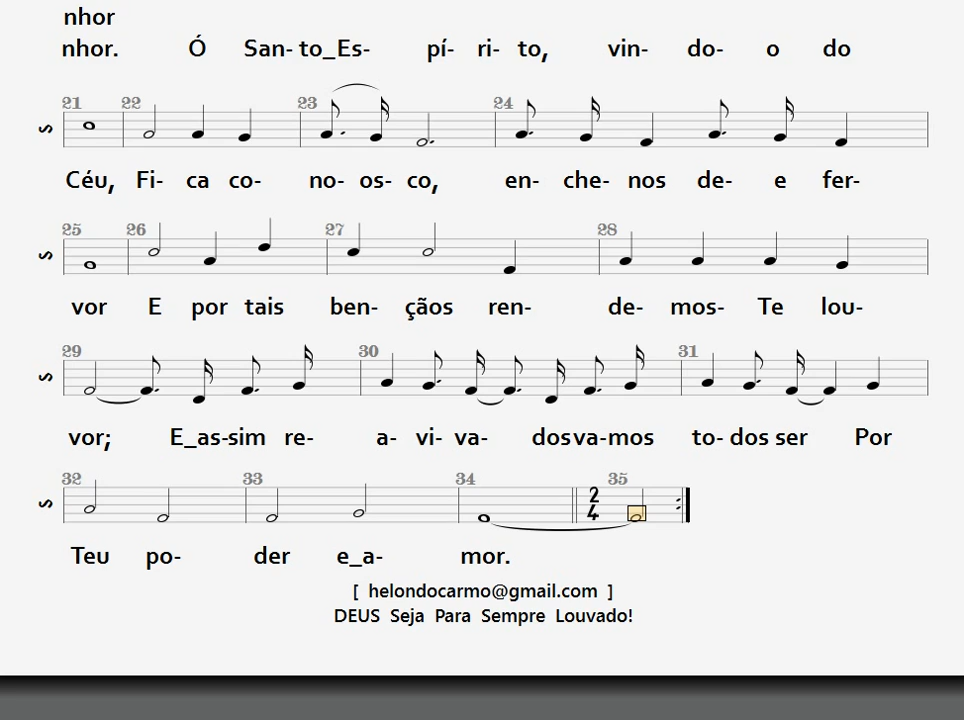 nhor
nhor. Ó San- to_Es- pí- ri- to, vin- do- o do
21 22 23 24
S
Céu, Fi- ca co- no- os- co, en- che- nos de- e fer-
25 26 27 28
S
vor E por tais ben- çãos ren- de- mos- Te lou-
29 30 31
S
vor; E_as-sim re- a- vi- va- dos va-mos to- dos ser Por
32 33 34 35
S 2 4
Teu po- der e_a- mor.
[ helondocarmo@gmail.com ]
DEUS Seja Para Sempre Louvado!